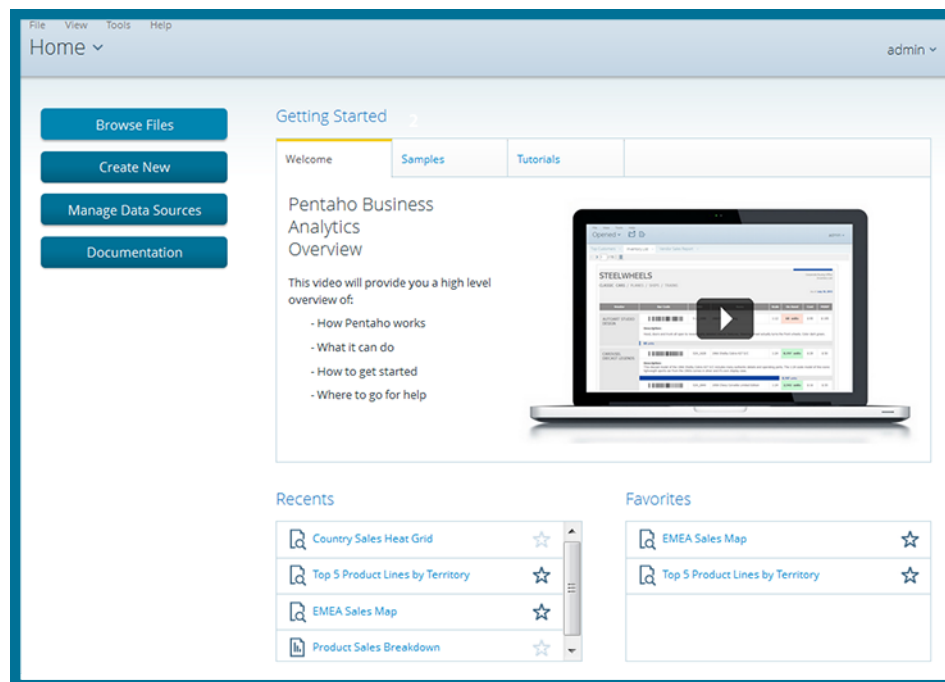 File View Tools Help
Home
admin
Browse Files
Create New
Manage Data Sources
Documentation
Getting Started
2
Welcome
Samples
Tutorials
Pentaho Business
Analytics
Overview
This video will provide you a high level
overview of:
- How Pentaho works
- What it can do
- How to get started
- Where to go for help
Opened
STEELWHEELS
Recents
Country Sales Heat Grid
Top 5 Product Lines by Territory
EMEA Sales Map
Product Sales Breakdown
Favorites
EMEA Sales Map
Top 5 Product Lines by Territory